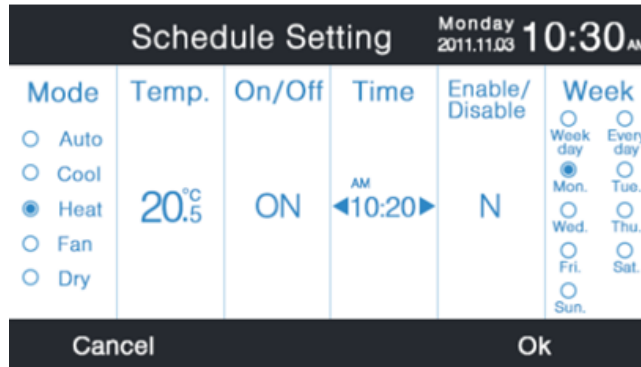 Schedule Setting
Monday
2011.11.03
10:30 AM
Mode
Auto
Cool
Heat
Fan
Dry
Temp.
20.5 °C
On/Off
ON
Time
AM
◀10:20▶
Enable/
Disable
N
Week
Week
day
Every
day
Mon.
Tue.
Wed.
Thu.
Fri.
Sat.
Sun.
Cancel
Ok